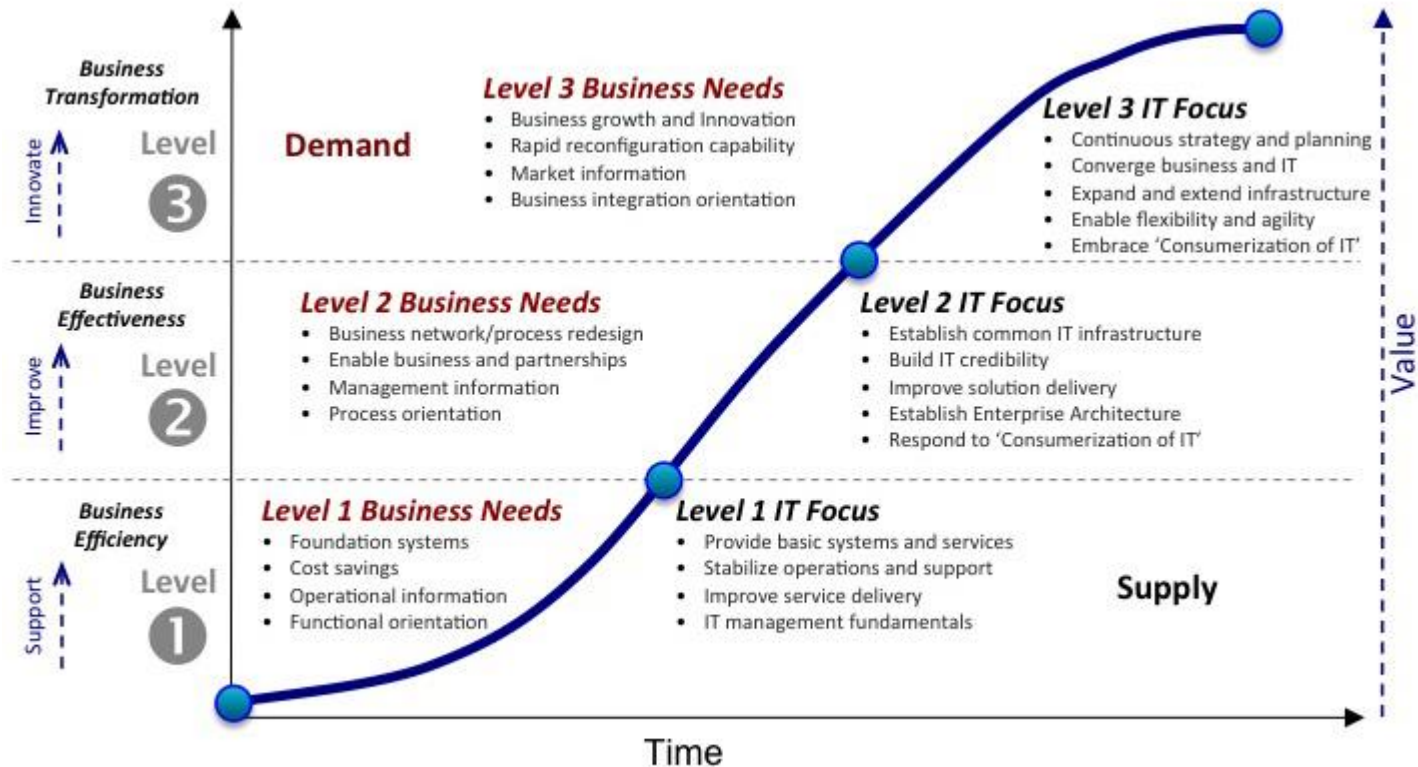 Business
Transformation
Innovate
Level
3
Demand
Level 3 Business Needs
• Business growth and Innovation
• Rapid reconfiguration capability
• Market information
• Business integration orientation
Level 3 IT Focus
• Continuous strategy and planning
• Converge business and IT
• Expand and extend infrastructure
• Enable flexibility and agility
• Embrace ‘Consumerization of IT’
Business
Effectiveness
Improve
Level
2
Level 2 Business Needs
• Business network/process redesign
• Enable business and partnerships
• Management information
• Process orientation
Level 2 IT Focus
• Establish common IT infrastructure
• Build IT credibility
• Improve solution delivery
• Establish Enterprise Architecture
• Respond to ‘Consumerization of IT’
Value
Business
Efficiency
Support
Level
1
Level 1 Business Needs
• Foundation systems
• Cost savings
• Operational information
• Functional orientation
Level 1 IT Focus
• Provide basic systems and services
• Stabilize operations and support
• Improve service delivery
• IT management fundamentals
Supply
Time